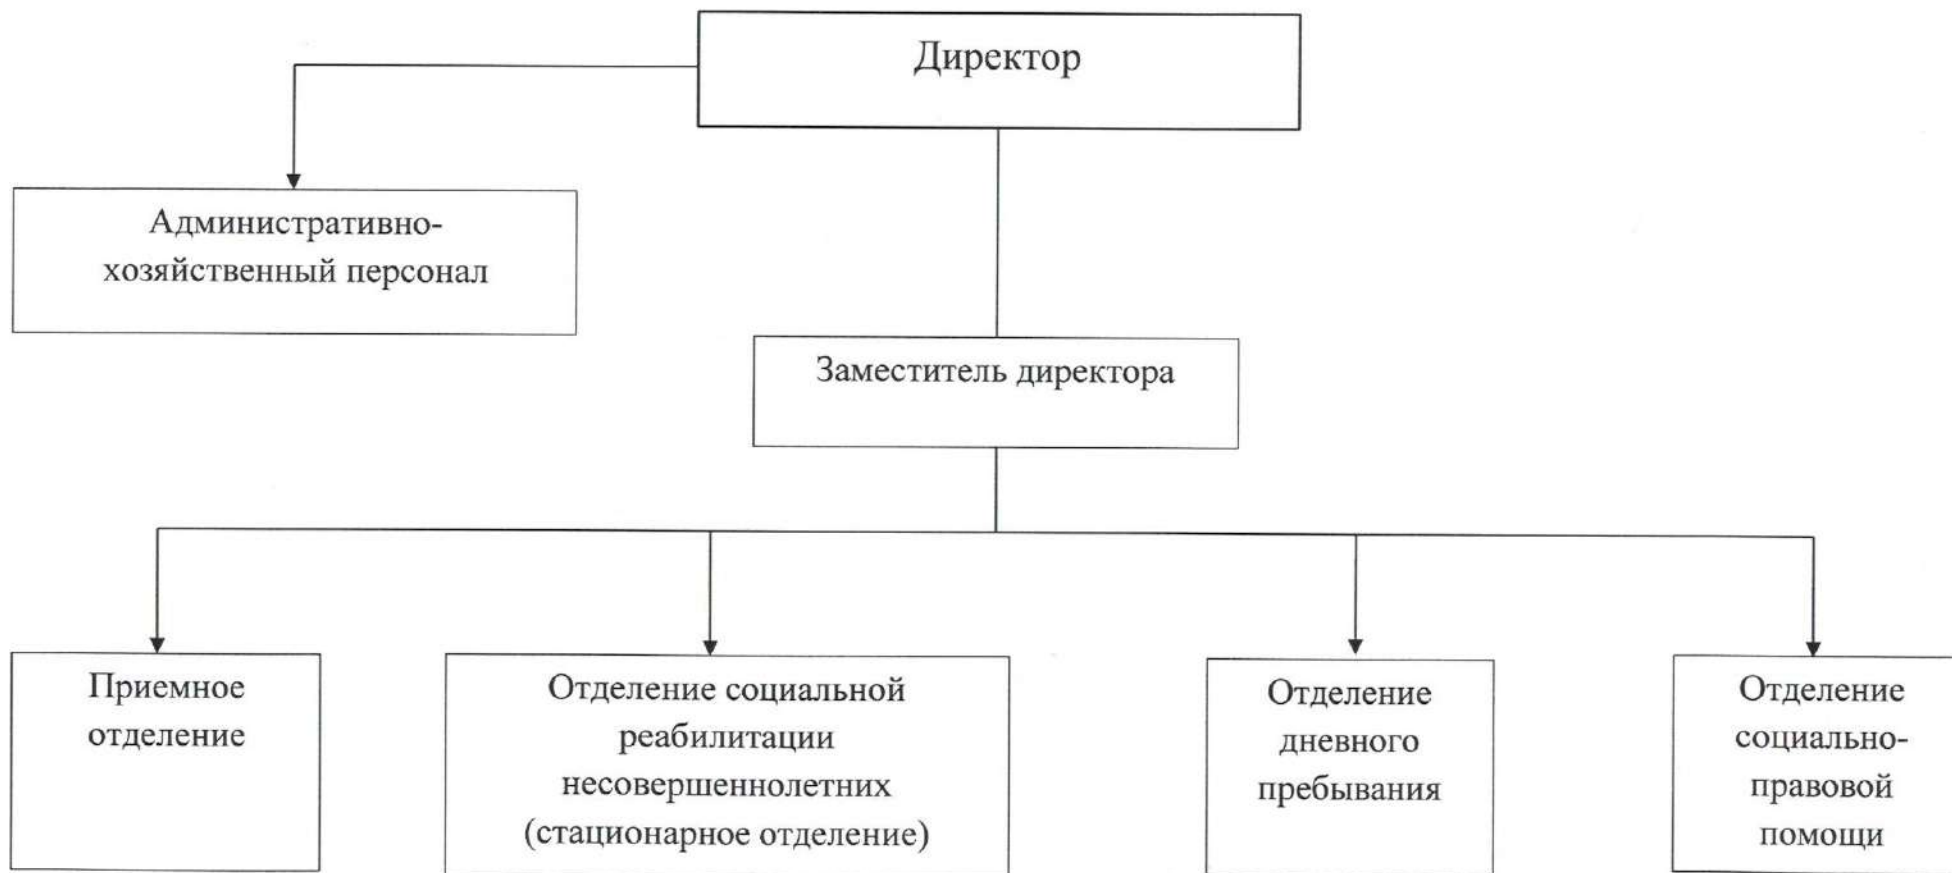 Директор
Административно-
хозяйственный персонал
Заместитель директора
Приемное
отделение
Отделение социальной
реабилитации
несовершеннолетних
(стационарное отделение)
Отделение
дневного
пребывания
Отделение
социально-
правовой
помощи